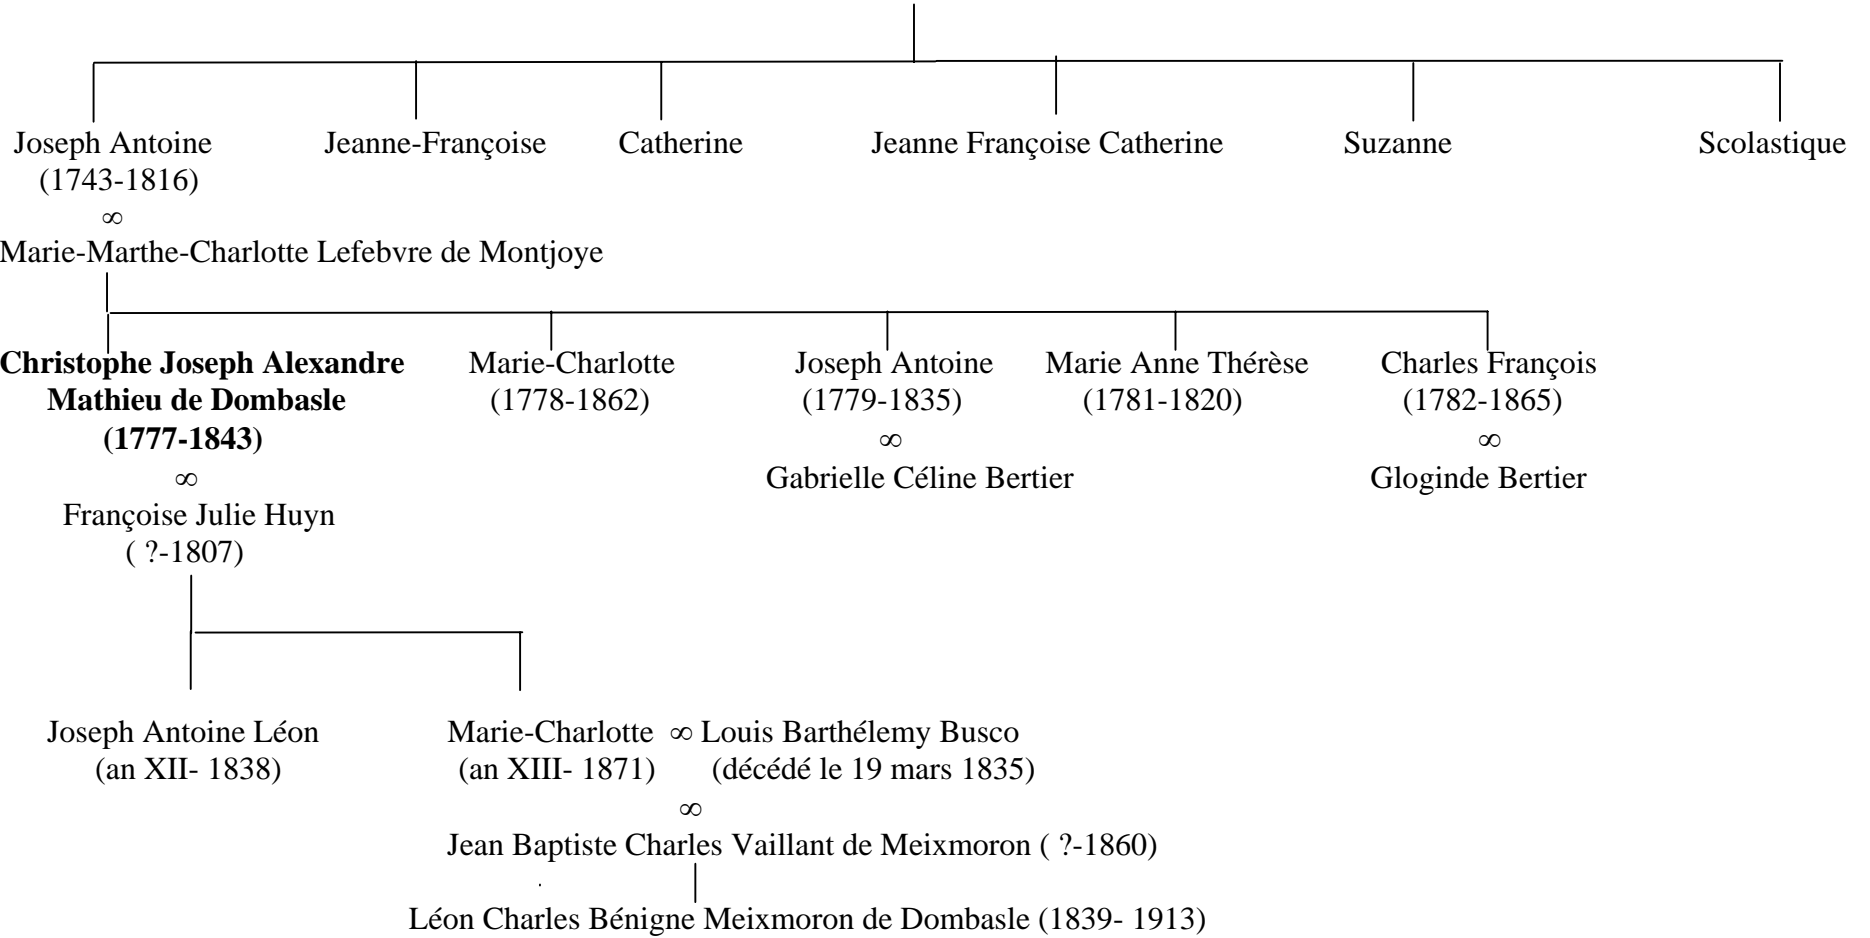 Joseph Antoine Jeanne-Françoise Catherine Jeanne Françoise Catherine Suzanne Scolastique
(1743-1816)
∞
Marie-Marthe-Charlotte Lefebvre de Montjoye
Christophe Joseph Alexandre Marie-Charlotte Joseph Antoine Marie Anne Thérèse Charles François
Mathieu de Dombasle (1778-1862) (1779-1835) (1781-1820) (1782-1865)
(1777-1843) ∞ ∞
∞ Gabrielle Céline Bertier Gloginde Bertier
Françoise Julie Huyn
( ?-1807)
Joseph Antoine Léon Marie-Charlotte ∞ Louis Barthélemy Busco
(an XII- 1838) (an XIII- 1871) (décédé le 19 mars 1835)
∞
Jean Baptiste Charles Vaillant de Meixmoron ( ?-1860)
Léon Charles Bénigne Meixmoron de Dombasle (1839- 1913)